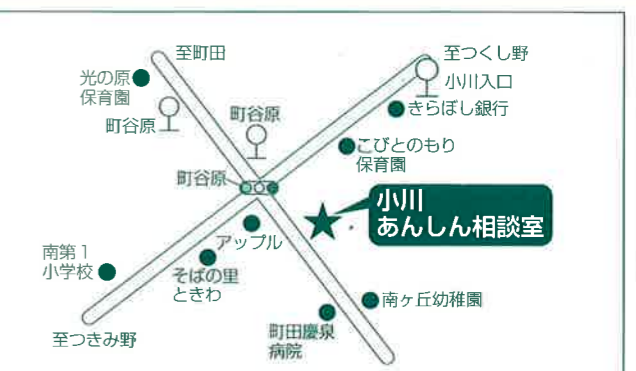 至町田
光の原
保育園
町谷原
町谷原
町谷原
至つくし野
小川入口
きらぼし銀行
こびとのもり
保育園
小川
あんしん相談室
アップル
南第1
小学校
そばの里
ときわ
至つきみ野
南ヶ丘幼稚園
町田慶泉
病院